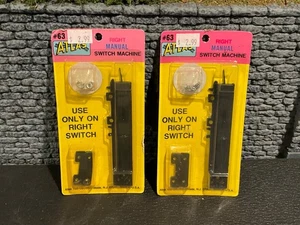 #63
ATLAS
RIGHT
MANUAL
SWITCH MACHINE
USE
ONLY ON
RIGHT
SWITCH
#63
ATLAS
RIGHT
MANUAL
SWITCH MACHINE
USE
ONLY ON
RIGHT
SWITCH